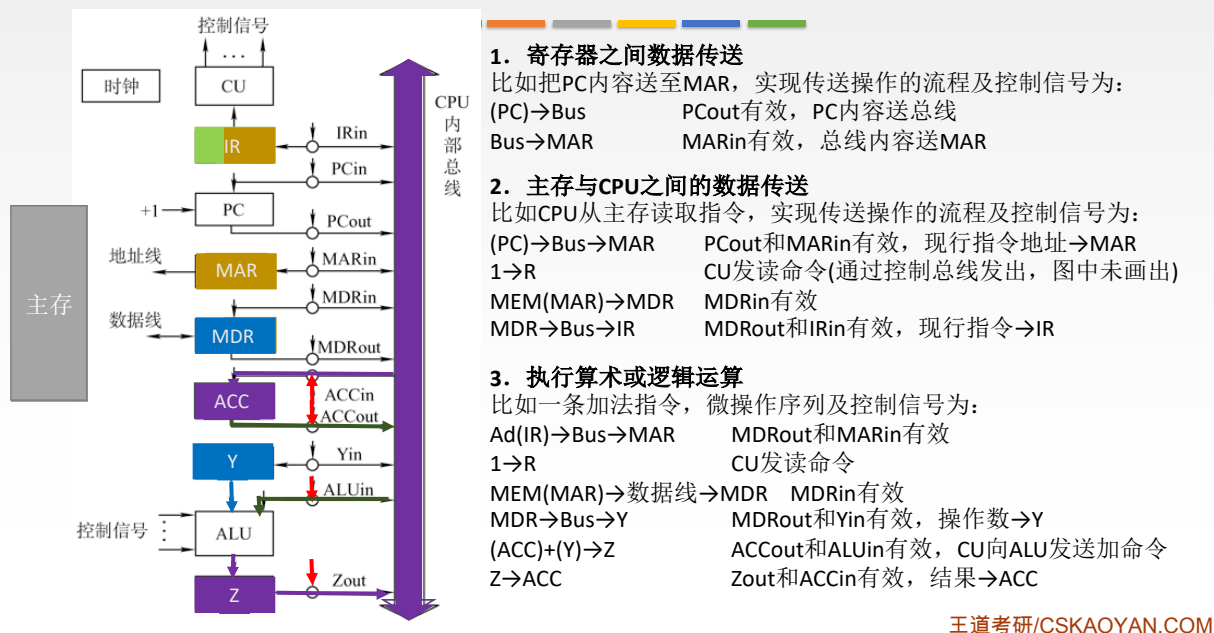 控制信号
...
时钟
CU
CPU
内
部
总
线
IR
IRin
PCin
+1
PC
PCout
地址线
MAR
MARin
主存
MDRin
数据线
MDR
MDRout
ACC
ACCin
ACCout
Y
Yin
ALUin
控制信号
ALU
Z
Zout
1. 寄存器之间数据传送
比如把PC内容送至MAR，实现传送操作的流程及控制信号为：
(PC)→Bus PCout有效，PC内容送总线
Bus→MAR MARin有效，总线内容送MAR
2. 主存与CPU之间的数据传送
比如CPU从主存读取指令，实现传送操作的流程及控制信号为：
(PC)→Bus→MAR PCout和MARin有效，现行指令地址→MAR
1→R CU发读命令(通过控制总线发出，图中未画出)
MEM(MAR)→MDR MDRin有效
MDR→Bus→IR MDRout和IRin有效，现行指令→IR
3. 执行算术或逻辑运算
比如一条加法指令，微操作序列及控制信号为：
Ad(IR)→Bus→MAR MDRout和MARin有效
1→R CU发读命令
MEM(MAR)→数据线→MDR MDRin有效
MDR→Bus→Y MDRout和Yin有效，操作数→Y
(ACC)+(Y)→Z ACCout和ALUin有效，CU向ALU发送加命令
Z→ACC Zout和ACCin有效，结果→ACC
王道考研/CSKAOYAN.COM